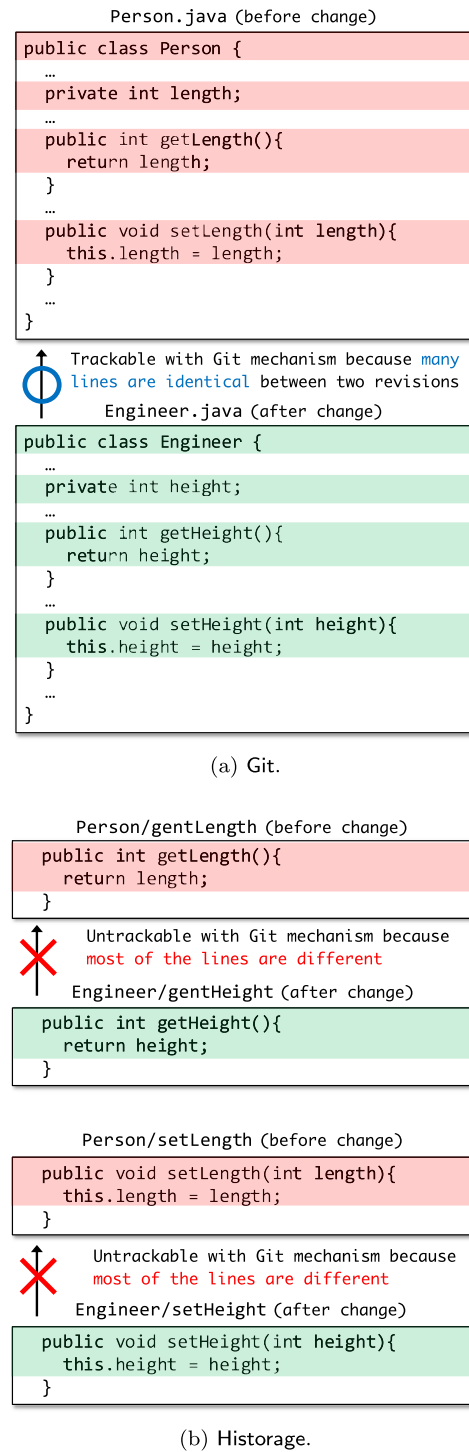 Person.java (before change)
public class Person {
…
private int length;
…
public int getLength(){
return length;
}
…
public void setLength(int length){
this.length = length;
}
…
}
Trackable with Git mechanism because many
lines are identical between two revisions
Engineer.java (after change)
public class Engineer {
…
private int height;
…
public int getHeight(){
return height;
}
…
public void setHeight(int height){
this.height = height;
}
…
}
(a) Git.
Person/gentLength (before change)
public int getLength(){
return length;
}
Untrackable with Git mechanism because
most of the lines are different
Engineer/gentHeight (after change)
public int getHeight(){
return height;
}
Person/setLength (before change)
public void setLength(int length){
this.length = length;
}
Untrackable with Git mechanism because
most of the lines are different
Engineer/setHeight (after change)
public void setHeight(int height){
this.height = height;
}
(b) Historage.